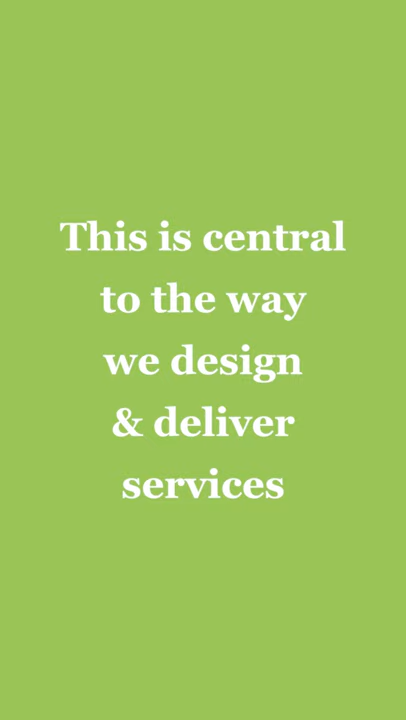 This is central
to the way
we design
& deliver
services